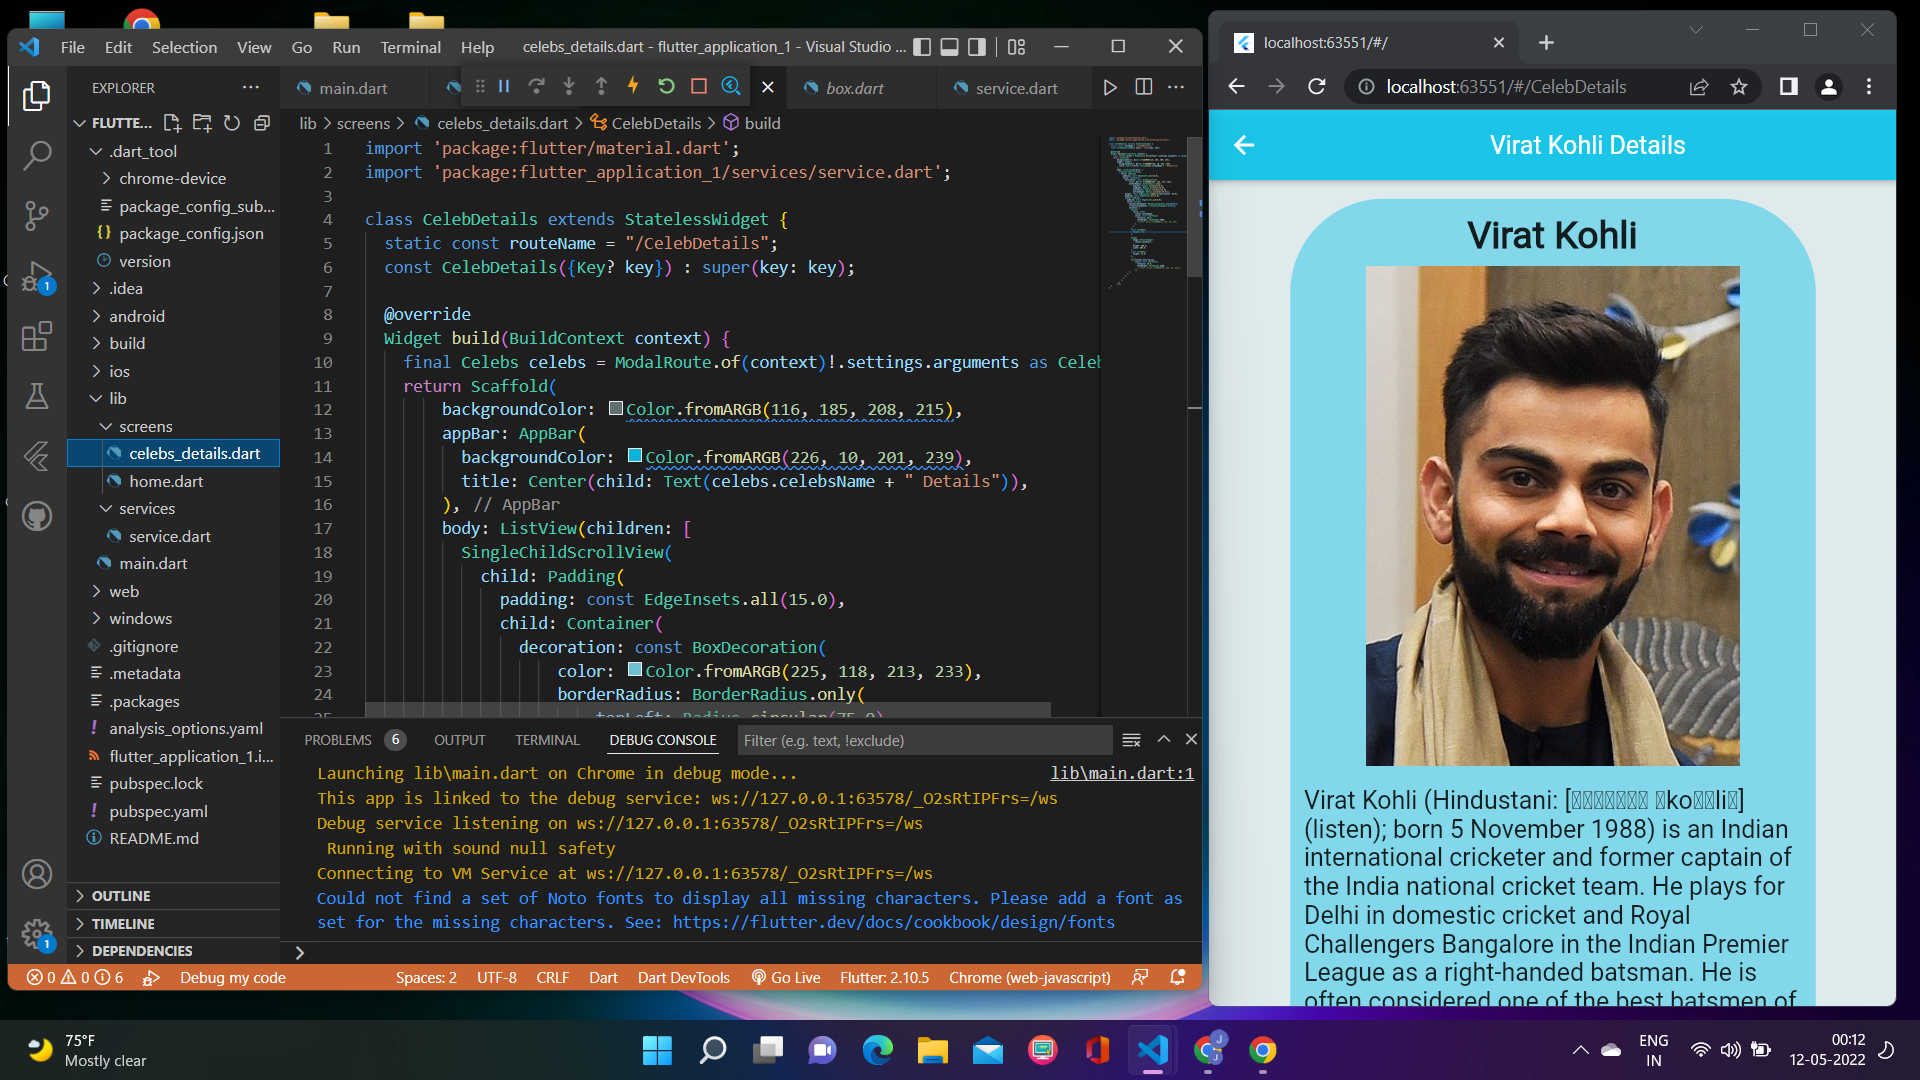 File Edit Selection View Go Run Terminal Help celebs_details.dart - flutter_application_1 - Visual Studio ...
EXPLORER
FLUTTE...
.dart_tool
chrome-device
package_config_sub...
package_config.json
version
.idea
android
build
ios
lib
screens
celebs_details.dart
home.dart
services
service.dart
main.dart
web
windows
.gitignore
.metadata
.packages
analysis_options.yaml
flutter_application_1.i...
pubspec.lock
pubspec.yaml
README.md
OUTLINE
TIMELINE
DEPENDENCIES
1
1
main.dart box.dart service.dart
lib > screens > celebs_details.dart > CelebDetails > build
1 import 'package:flutter/material.dart';
2 import 'package:flutter_application_1/services/service.dart';
3
4 class CelebDetails extends StatelessWidget {
5 static const routeName = "/CelebDetails";
6 const CelebDetails({Key? key}) : super(key: key);
7
8 @override
9 Widget build(BuildContext context) {
10 final Celebs celebs = ModalRoute.of(context)!.settings.arguments as Celeb
11 return Scaffold(
12 backgroundColor: Color.fromARGB(116, 185, 208, 215),
13 appBar: AppBar(
14 backgroundColor: Color.fromARGB(226, 10, 201, 239),
15 title: Center(child: Text(celebs.celebsName + " Details")),
16 ), // AppBar
17 body: ListView(children: [
18 SingleChildScrollView(
19 child: Padding(
20 padding: const EdgeInsets.all(15.0),
21 child: Container(
22 decoration: const BoxDecoration(
23 color: Color.fromARGB(225, 118, 213, 233),
24 borderRadius: BorderRadius.only(
25 topLeft: Radius.circular(75.0)
PROBLEMS 6 OUTPUT TERMINAL DEBUG CONSOLE Filter (e.g. text, !exclude)
Launching lib\main.dart on Chrome in debug mode... lib\main.dart:1
This app is linked to the debug service: ws://127.0.0.1:63578/_O2sRtIPFrs=/ws
Debug service listening on ws://127.0.0.1:63578/_O2sRtIPFrs=/ws
Running with sound null safety
Connecting to VM Service at ws://127.0.0.1:63578/_O2sRtIPFrs=/ws
Could not find a set of Noto fonts to display all missing characters. Please add a font as
set for the missing characters. See: https://flutter.dev/docs/cookbook/design/fonts
0 0 6 Debug my code Spaces: 2 UTF-8 CRLF Dart Dart DevTools Go Live Flutter: 2.10.5 Chrome (web-javascript)
localhost:63551/#/
localhost:63551/#/CelebDetails
Virat Kohli Details
Virat Kohli
Virat Kohli (Hindustani: [ ko li ]
(listen); born 5 November 1988) is an Indian
international cricketer and former captain of
the India national cricket team. He plays for
Delhi in domestic cricket and Royal
Challengers Bangalore in the Indian Premier
League as a right-handed batsman. He is
often considered one of the best batsmen of
75°F
Mostly clear
J
J
ENG
IN
00:12
12-05-2022